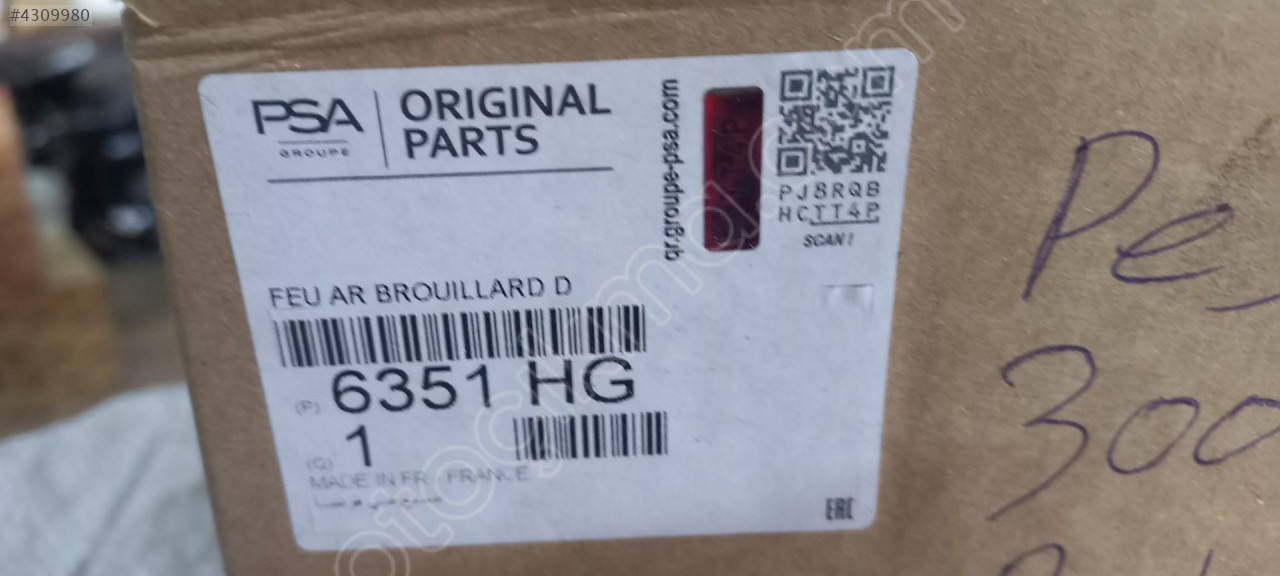 #4309980
PSA
GROUPE
ORIGINAL
PARTS
qr.groupe-psa.com
PJ8RQB
HCTT4P
SCAN!
FEU AR BROUILLARD D
(P) 6351 HG
(Q) 1
MADE IN FR - FRANCE
EAC
Pe
300